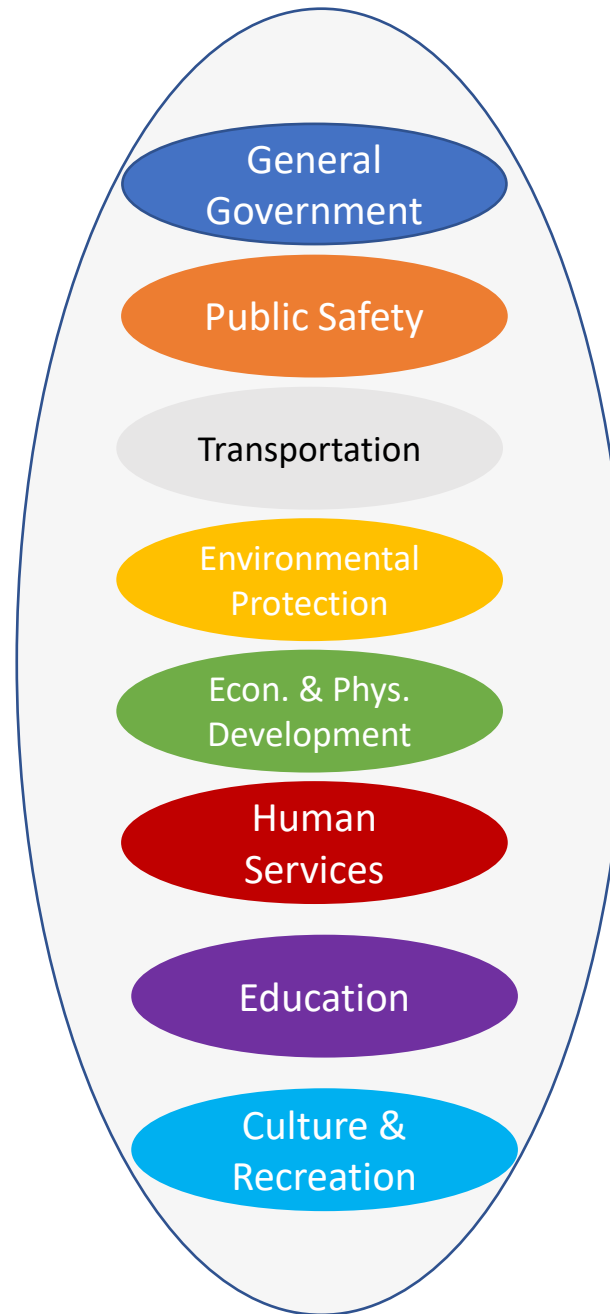 General
Government
Public Safety
Transportation
Environmental
Protection
Econ. & Phys.
Development
Human
Services
Education
Culture &
Recreation